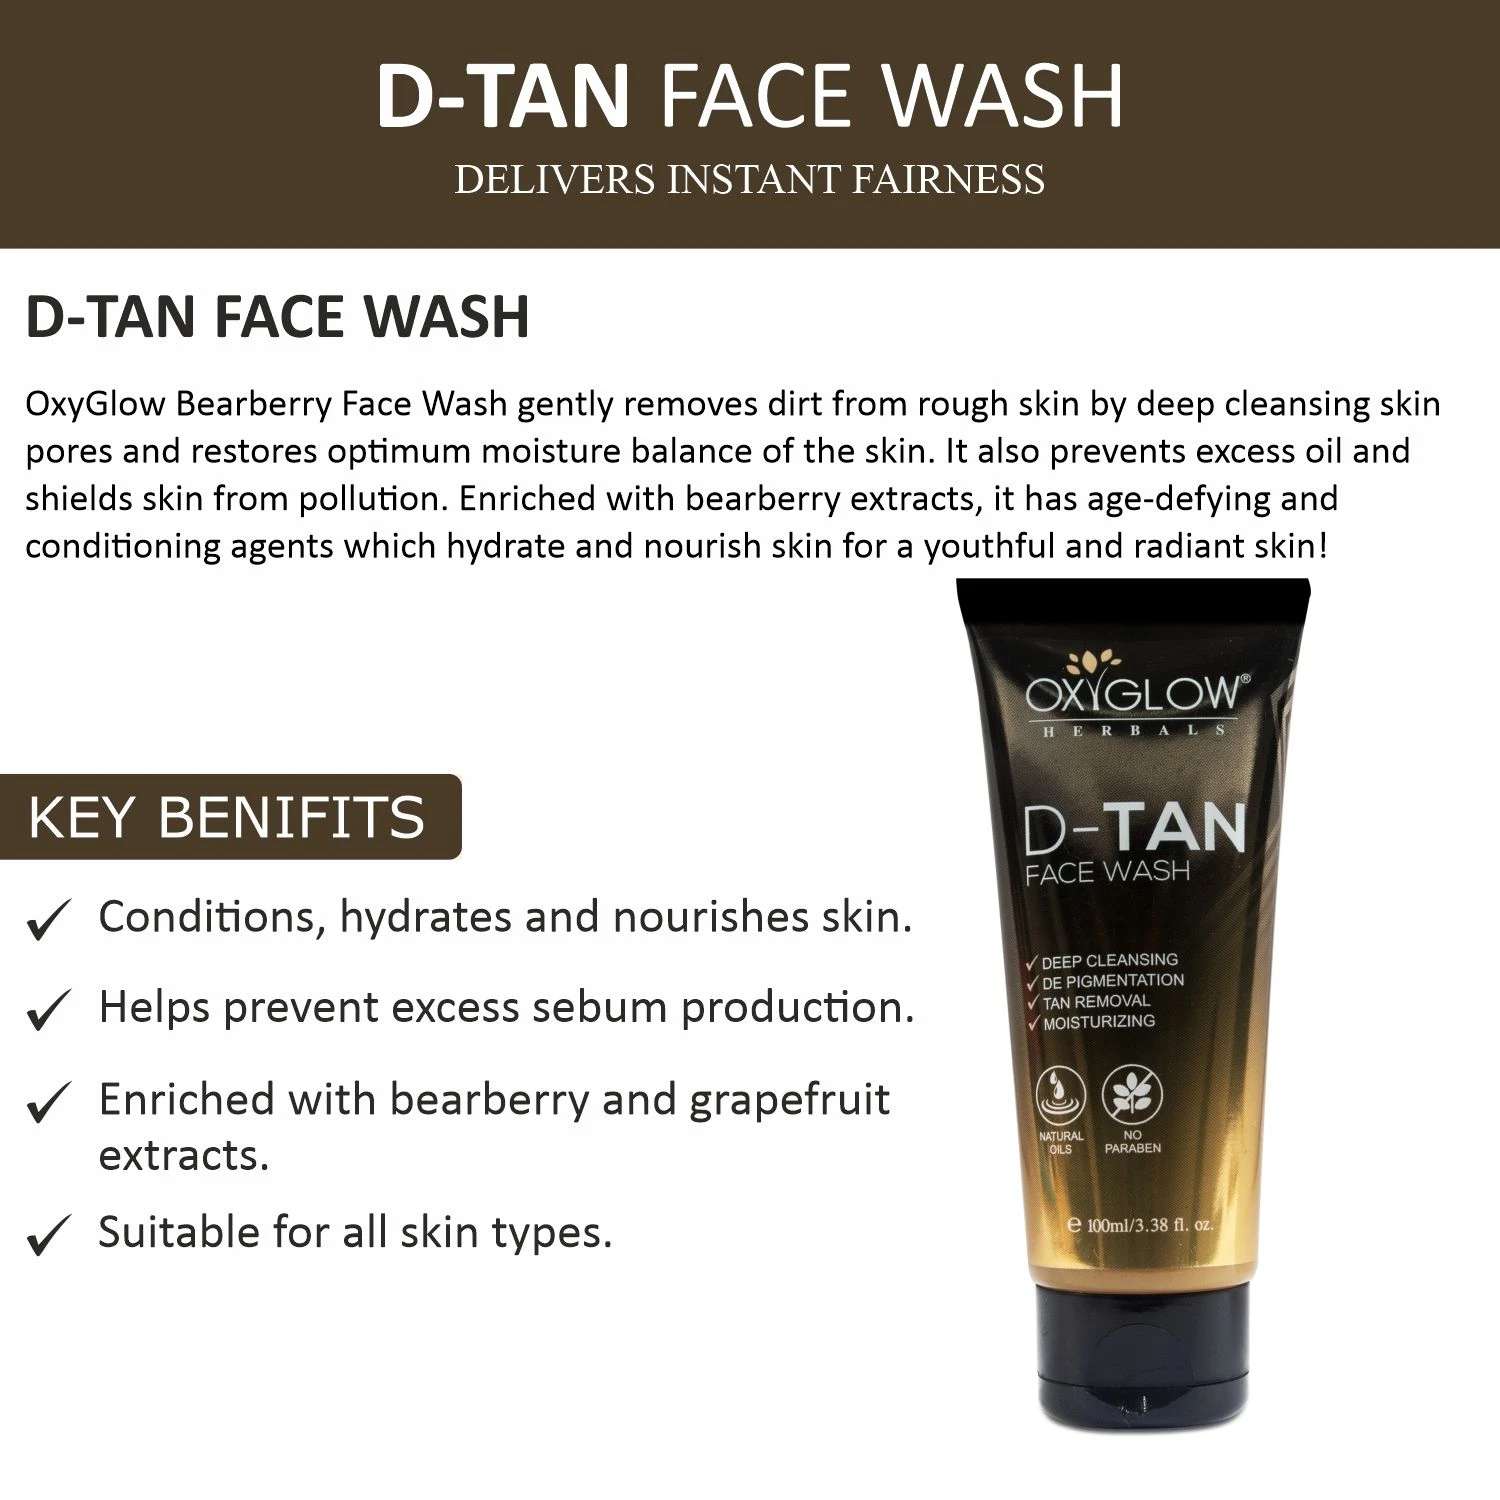 D-TAN FACE WASH
DELIVERS INSTANT FAIRNESS
D-TAN FACE WASH
OxyGlow Bearberry Face Wash gently removes dirt from rough skin by deep cleansing skin
pores and restores optimum moisture balance of the skin. It also prevents excess oil and
shields skin from pollution. Enriched with bearberry extracts, it has age-defying and
conditioning agents which hydrate and nourish skin for a youthful and radiant skin!
KEY BENIFITS
Conditions, hydrates and nourishes skin.
Helps prevent excess sebum production.
Enriched with bearberry and grapefruit
extracts.
Suitable for all skin types.
OXYGLOW®
HERBALS
D-TAN
FACE WASH
DEEP CLEANSING
DE PIGMENTATION
TAN REMOVAL
MOISTURIZING
NATURAL
OILS
NO
PARABEN
℮ 100ml/3.38 fl. oz.